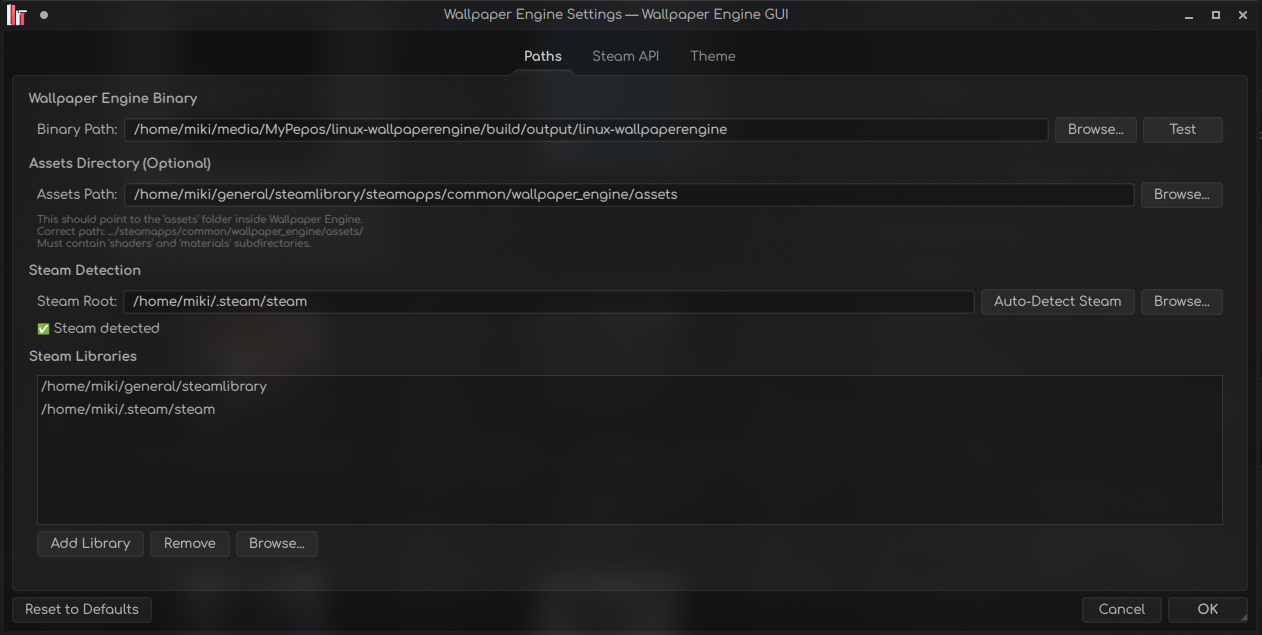 Wallpaper Engine Settings — Wallpaper Engine GUI
Paths Steam API Theme
Wallpaper Engine Binary
Binary Path: /home/miki/media/MyPepos/linux-wallpaperengine/build/output/linux-wallpaperengine Browse... Test
Assets Directory (Optional)
Assets Path: /home/miki/general/steamlibrary/steamapps/common/wallpaper_engine/assets Browse...
This should point to the 'assets' folder inside Wallpaper Engine.
Correct path: .../steamapps/common/wallpaper_engine/assets/
Must contain 'shaders' and 'materials' subdirectories.
Steam Detection
Steam Root: /home/miki/.steam/steam Auto-Detect Steam Browse...
✅ Steam detected
Steam Libraries
/home/miki/general/steamlibrary
/home/miki/.steam/steam
Add Library Remove Browse...
Reset to Defaults Cancel OK